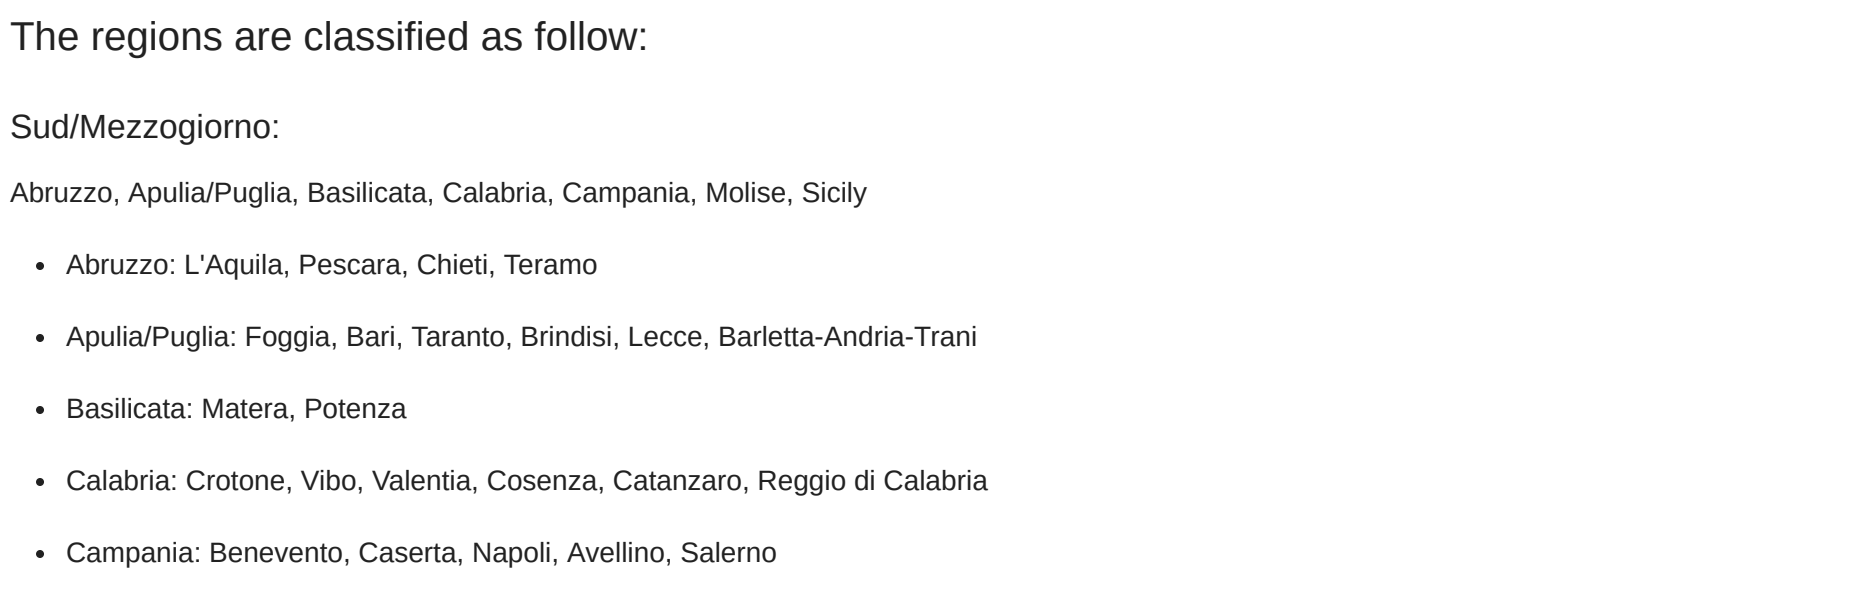 The regions are classified as follow:
Sud/Mezzogiorno:
Abruzzo, Apulia/Puglia, Basilicata, Calabria, Campania, Molise, Sicily
• Abruzzo: L'Aquila, Pescara, Chieti, Teramo
• Apulia/Puglia: Foggia, Bari, Taranto, Brindisi, Lecce, Barletta-Andria-Trani
• Basilicata: Matera, Potenza
• Calabria: Crotone, Vibo, Valentia, Cosenza, Catanzaro, Reggio di Calabria
• Campania: Benevento, Caserta, Napoli, Avellino, Salerno